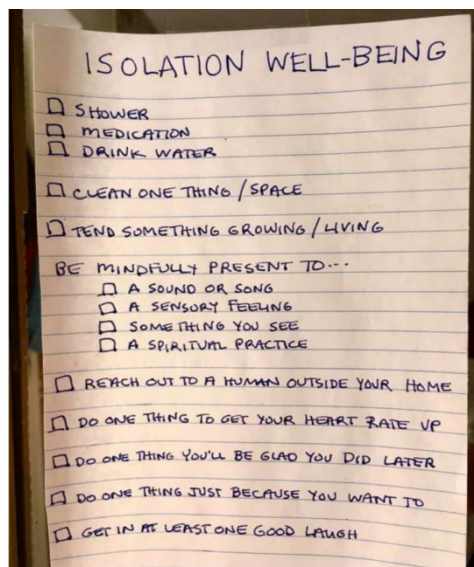 ISOLATION WELL-BEING
SHOWER
MEDICATION
DRINK WATER
CLEAN ONE THING / SPACE
TEND SOMETHING GROWING / LIVING
BE MINDFULLY PRESENT TO...
A SOUND OR SONG
A SENSORY FEELING
SOMETHING YOU SEE
A SPIRITUAL PRACTICE
REACH OUT TO A HUMAN OUTSIDE YOUR HOME
DO ONE THING TO GET YOUR HEART RATE UP
DO ONE THING YOU'LL BE GLAD YOU DID LATER
DO ONE THING JUST BECAUSE YOU WANT TO
GET IN AT LEAST ONE GOOD LAUGH